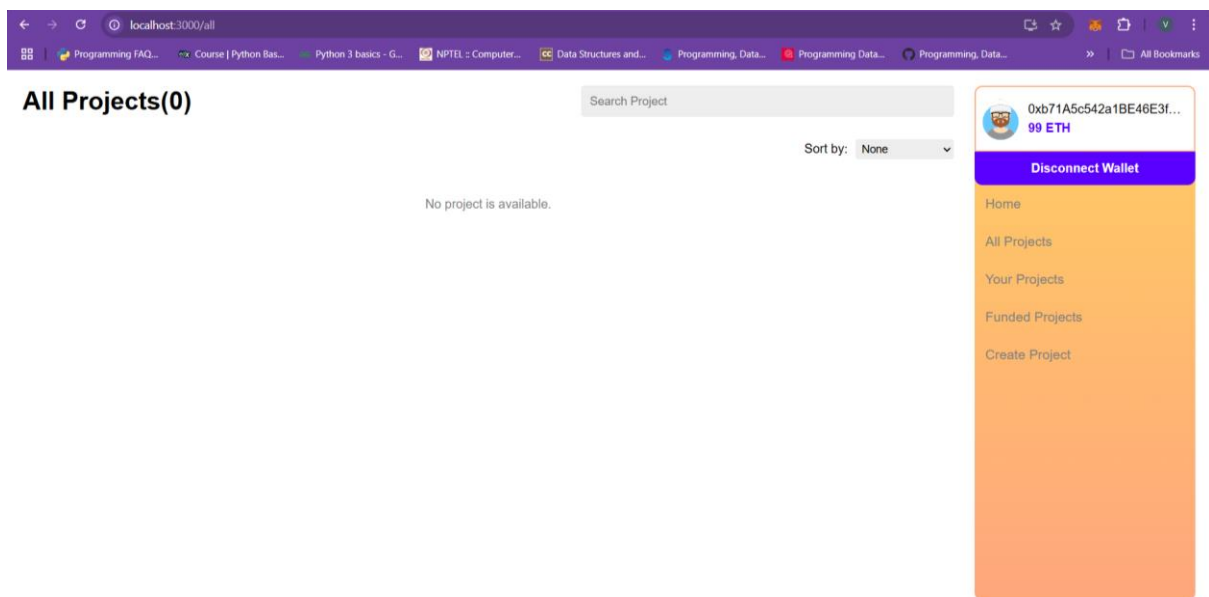 localhost:3000/all
V
Programming FAQ... Course | Python Bas... Python 3 basics - G... NPTEL :: Computer... CC Data Structures and... Programming, Data... Programming Data... Programming, Data... » All Bookmarks
All Projects(0)
Search Project
Sort by: None
No project is available.
0xb71A5c542a1BE46E3f...
99 ETH
Disconnect Wallet
Home
All Projects
Your Projects
Funded Projects
Create Project